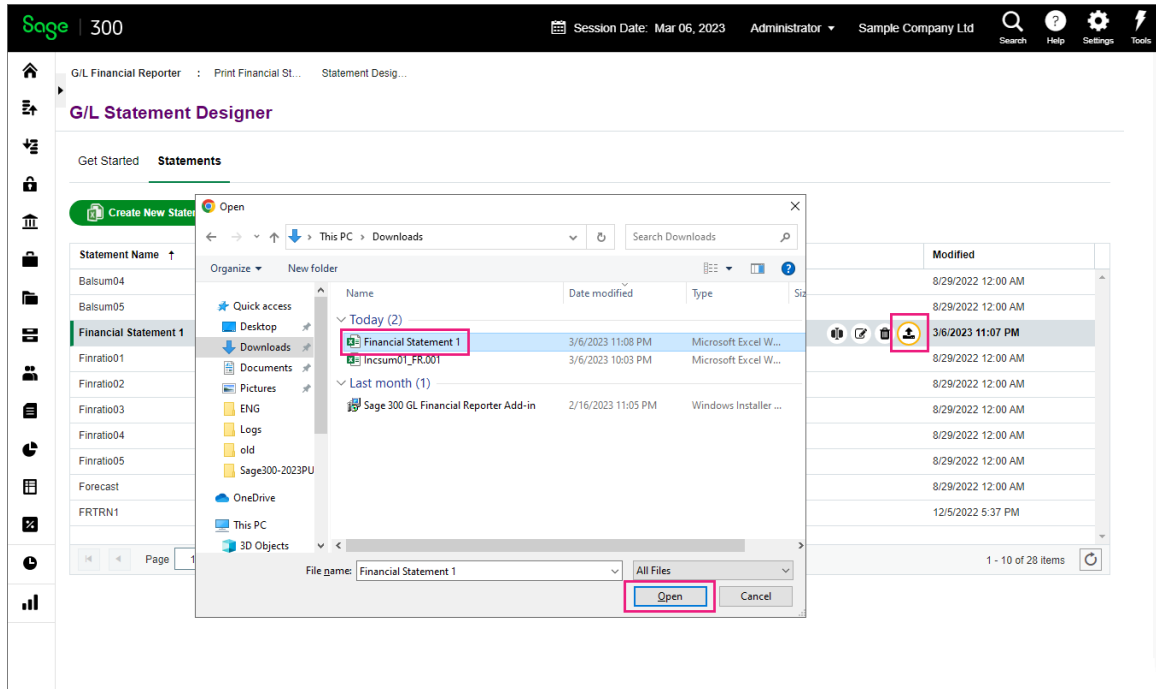 Sage 300
Session Date: Mar 06, 2023 Administrator Sample Company Ltd Search Help Settings Tools
G/L Financial Reporter : Print Financial St... Statement Desig...
G/L Statement Designer
Get Started Statements
Create New State
Statement Name Modified
Balsum04 8/29/2022 12:00 AM
Balsum05 8/29/2022 12:00 AM
Financial Statement 1 3/6/2023 11:07 PM
Finratio01 8/29/2022 12:00 AM
Finratio02 8/29/2022 12:00 AM
Finratio03 8/29/2022 12:00 AM
Finratio04 8/29/2022 12:00 AM
Finratio05 8/29/2022 12:00 AM
Forecast 8/29/2022 12:00 AM
FRTRN1 12/5/2022 5:37 PM
Page 1 1 - 10 of 28 items
Open
This PC > Downloads Search Downloads
Organize New folder
Name Date modified Type Siz
Quick access
Desktop
Downloads
Documents
Pictures
ENG
Logs
old
Sage300-2023PU
OneDrive
This PC
3D Objects
Today (2)
Financial Statement 1 3/6/2023 11:08 PM Microsoft Excel W...
Incsum01_FR.001 3/6/2023 10:03 PM Microsoft Excel W...
Last month (1)
Sage 300 GL Financial Reporter Add-in 2/16/2023 11:05 PM Windows Installer ...
File name: Financial Statement 1 All Files
Open Cancel